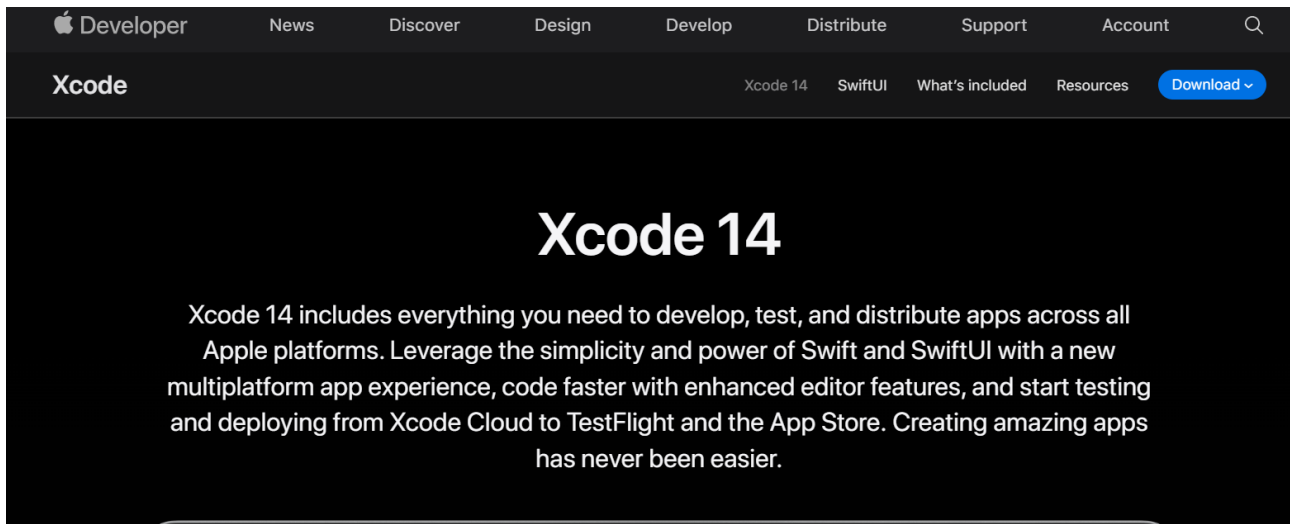 Developer News Discover Design Develop Distribute Support Account
Xcode Xcode 14 SwiftUI What's included Resources Download
Xcode 14
Xcode 14 includes everything you need to develop, test, and distribute apps across all
Apple platforms. Leverage the simplicity and power of Swift and SwiftUI with a new
multiplatform app experience, code faster with enhanced editor features, and start testing
and deploying from Xcode Cloud to TestFlight and the App Store. Creating amazing apps
has never been easier.